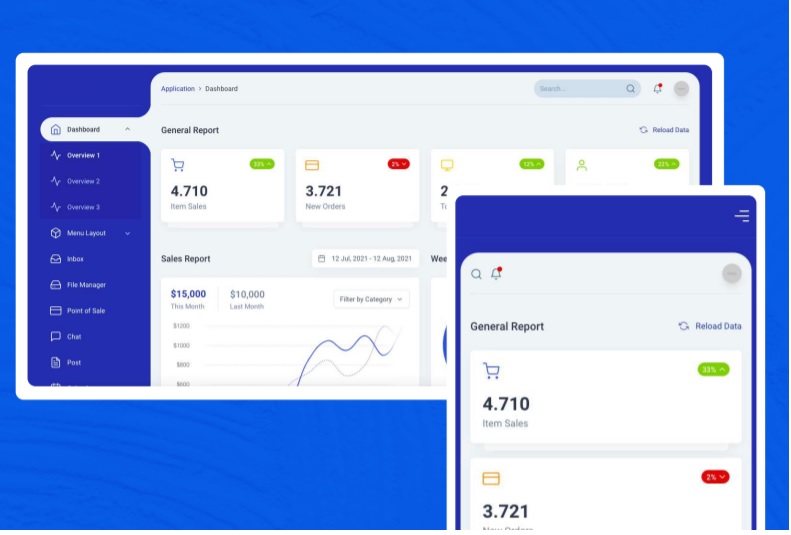 Application > Dashboard
Search...
Dashboard
General Report
Reload Data
Overview 1
33%
2%
12%
22%
Overview 2
4.710
3.721
2
Overview 3
Item Sales
New Orders
Menu Layout
Inbox
Sales Report
12 Jul, 2021 - 12 Aug, 2021
Wee
File Manager
$15,000
$10,000
Filter by Category
This Month
Last Month
Point of Sale
$1200
Chat
$1000
Post
$800
$600
General Report
Reload Data
33%
4.710
Item Sales
2%
3.721
New Orders